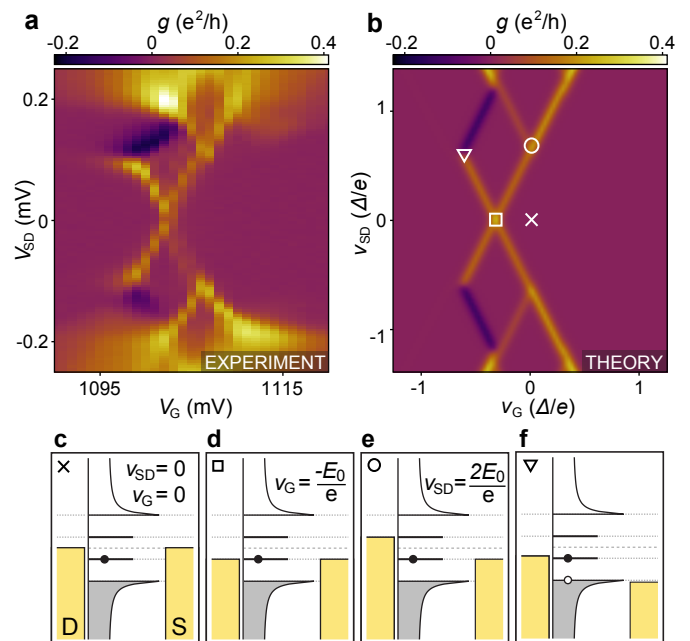 a
g (e²/h)
-0.2 0 0.2 0.4
V_SD (mV)
0.2
0
-0.2
EXPERIMENT
1095 1115
V_G (mV)
b
g (e²/h)
-0.2 0 0.2 0.4
v_SD (Δ/e)
1
0
-1
THEORY
-1 0 1
v_G (Δ/e)
c
v_SD = 0
v_G = 0
D S
d
v_G = -E_0/e
e
v_SD = 2E_0/e
f